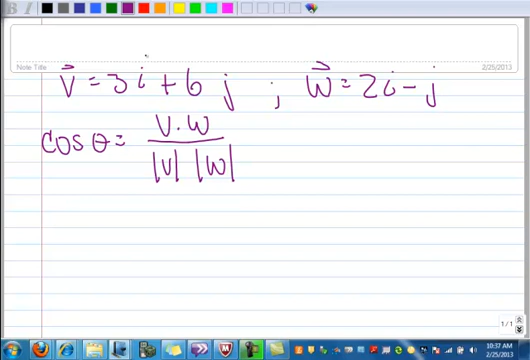 B I
Note Title
2/25/2013
v⃗ = 3i + 6j ; w⃗ = 2i - j
cos θ = v·w / |v| |w|
1/1
10:37 AM
2/25/2013